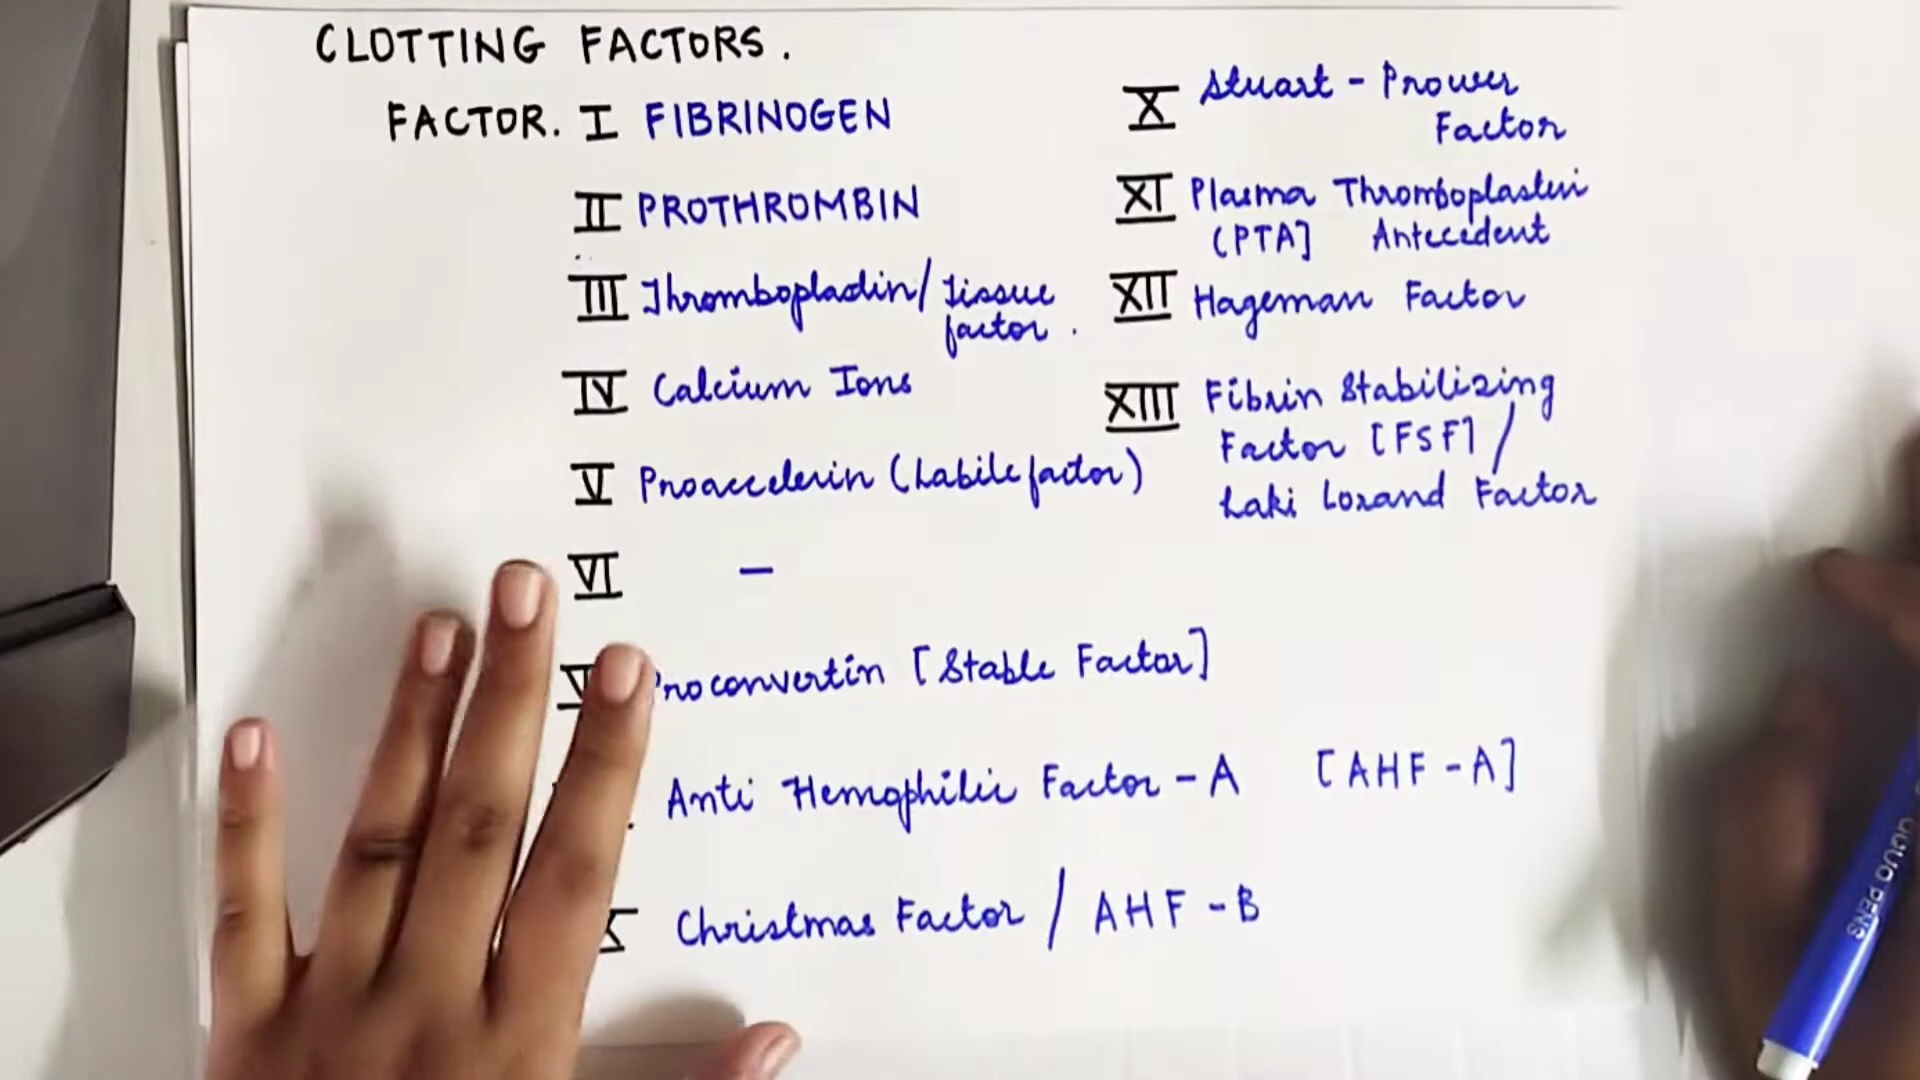 CLOTTING FACTORS.
FACTOR. I FIBRINOGEN
II PROTHROMBIN
III Thromboplastin/Tissue
factor.
IV Calcium Ions
V Proaccelerin (Labile factor)
VI -
Proconvertin [Stable Factor]
Anti Hemophilic Factor - A [AHF - A]
Christmas Factor / AHF - B
X Stuart - Prower
Factor
XI Plasma Thromboplastin
(PTA] Antecedent
XII Hageman Factor
XIII Fibrin Stabilizing
Factor [FSF] /
Laki Lorand Factor
QUUO PENS